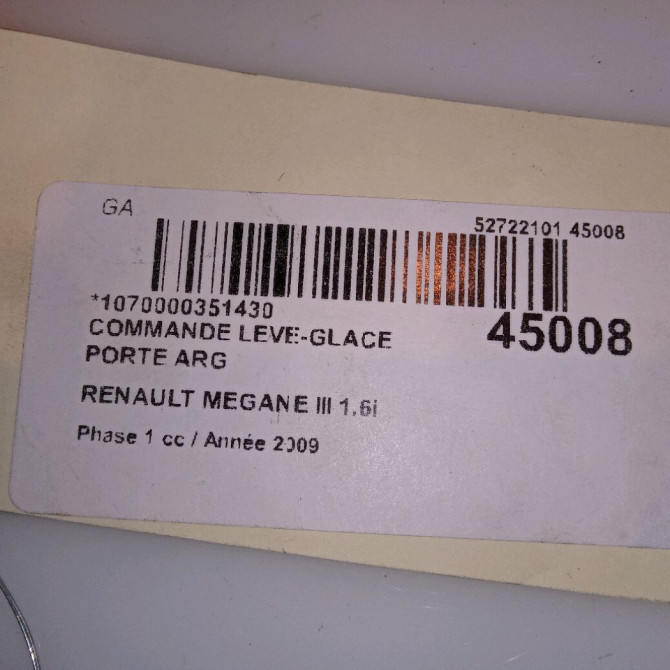 GA
52722101 45008
*1070000351430
45008
COMMANDE LEVE-GLACE
PORTE ARG
RENAULT MEGANE III 1.6i
Phase 1 cc / Année 2009